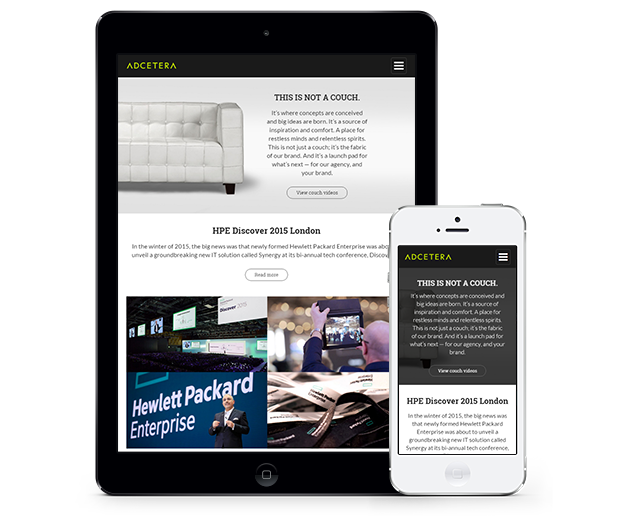 ADCETERA
THIS IS NOT A COUCH.
It's where concepts are conceived
and big ideas are born. It's a source of
inspiration and comfort. A place for
restless minds and relentless spirits.
This is not just a couch; it's the fabric
of our brand. And it's a launch pad for
what's next — for our agency, and
your brand.
View couch videos
HPE Discover 2015 London
In the winter of 2015, the big news was that newly formed Hewlett Packard Enterprise was about
unveil a groundbreaking new IT solution called Synergy at its bi-annual tech conference, Discov
Read more
Discover 2015
Hewlett Packard
Enterprise
ADCETERA
THIS IS NOT A COUCH.
It's where concepts are conceived
and big ideas are born. It's a source of
inspiration and comfort. A place for
restless minds and relentless spirits.
This is not just a couch; it's the fabric
of our brand. And it's a launch pad for
what's next — for our agency, and your
brand.
View couch videos
HPE Discover 2015 London
In the winter of 2015, the big news was
that newly formed Hewlett Packard
Enterprise was about to unveil a
groundbreaking new IT solution called
Synergy at its bi-annual tech conference,